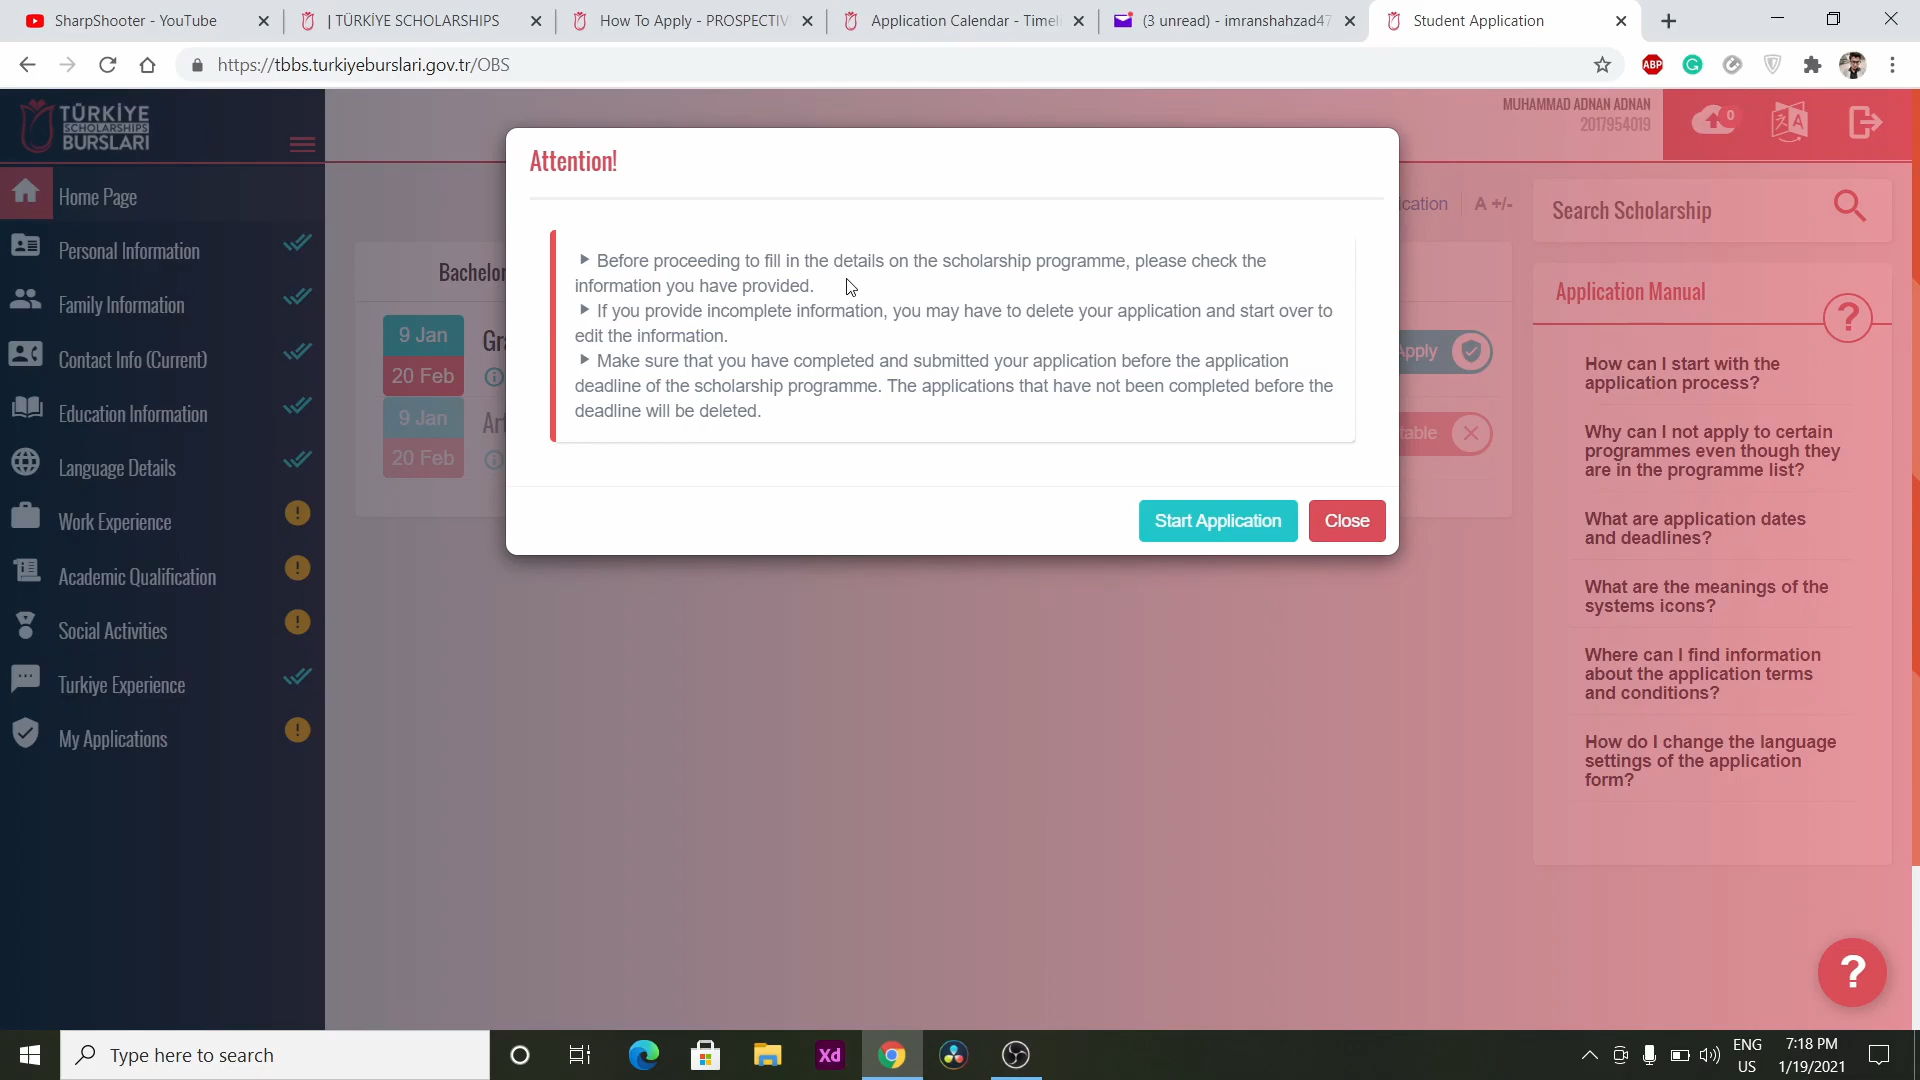 SharpShooter - YouTube
| TÜRKİYE SCHOLARSHIPS
How To Apply - PROSPECTIV
Application Calendar - Timeli
(3 unread) - imranshahzad47
Student Application
https://tbbs.turkiyeburslari.gov.tr/OBS
ABP
TÜRKİYE
SCHOLARSHIPS
BURSLARI
MUHAMMAD ADNAN ADNAN
2017954019
0
A
Home Page
Personal Information
Family Information
Contact Info (Current)
Education Information
Language Details
Work Experience
Academic Qualification
Social Activities
Turkiye Experience
My Applications
Bachelor
9 Jan
20 Feb
Gra
9 Jan
20 Feb
Art
Attention!
Before proceeding to fill in the details on the scholarship programme, please check the
information you have provided.
If you provide incomplete information, you may have to delete your application and start over to
edit the information.
Make sure that you have completed and submitted your application before the application
deadline of the scholarship programme. The applications that have not been completed before the
deadline will be deleted.
Start Application
Close
ication
A +/-
Apply
table
Search Scholarship
Application Manual
?
How can I start with the
application process?
Why can I not apply to certain
programmes even though they
are in the programme list?
What are application dates
and deadlines?
What are the meanings of the
systems icons?
Where can I find information
about the application terms
and conditions?
How do I change the language
settings of the application
form?
?
Type here to search
Xd
ENG
US
7:18 PM
1/19/2021